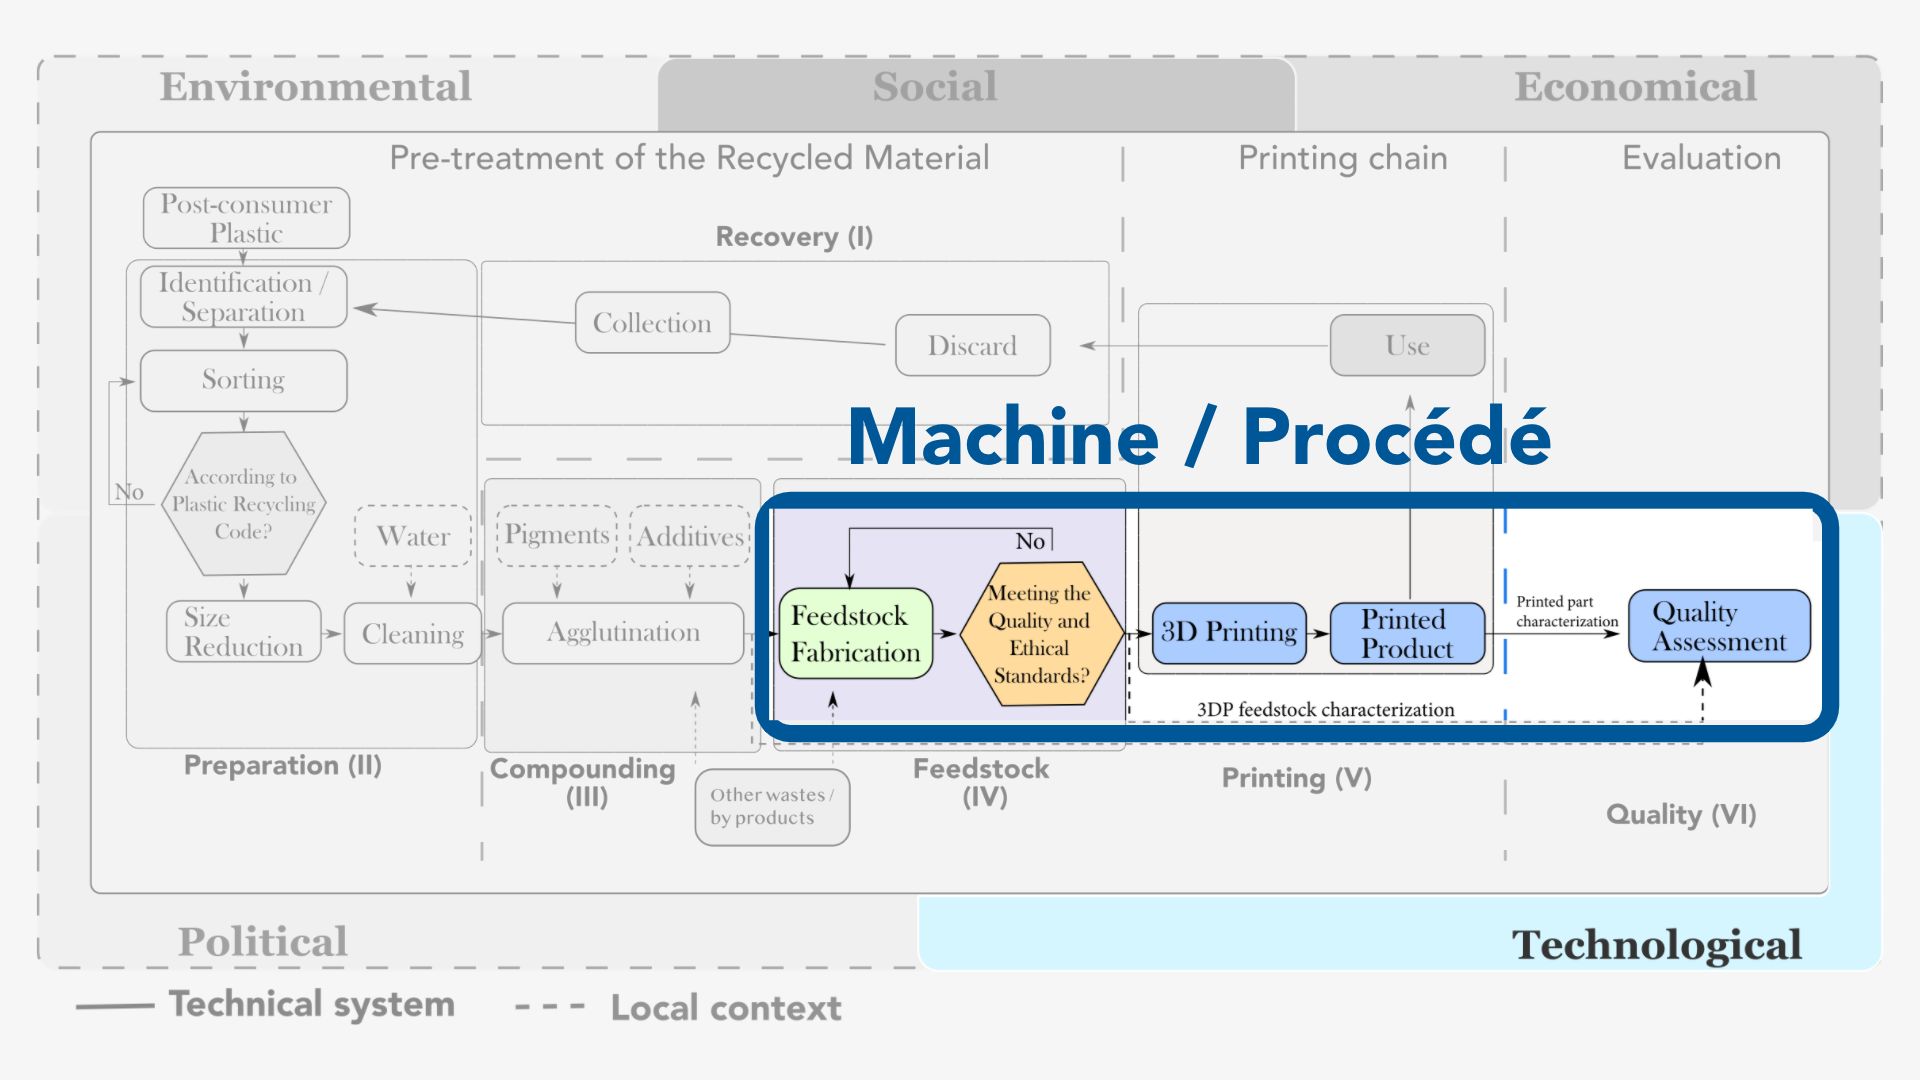 Environmental
Social
Economical
Pre-treatment of the Recycled Material
Printing chain
Evaluation
Post-consumer
Plastic
Recovery (I)
Identification /
Separation
Collection
Discard
Use
Sorting
Machine / Procédé
According to
Plastic Recycling
Code?
No
Water
Pigments
Additives
No
Feedstock
Fabrication
Meeting the
Quality and
Ethical
Standards?
Size
Reduction
Cleaning
Agglutination
3D Printing
Printed
Product
Printed part
characterization
Quality
Assessment
3DP feedstock characterization
Preparation (II)
Compounding
(III)
Other wastes /
by products
Feedstock
(IV)
Printing (V)
Quality (VI)
Political
Technological
Technical system
Local context